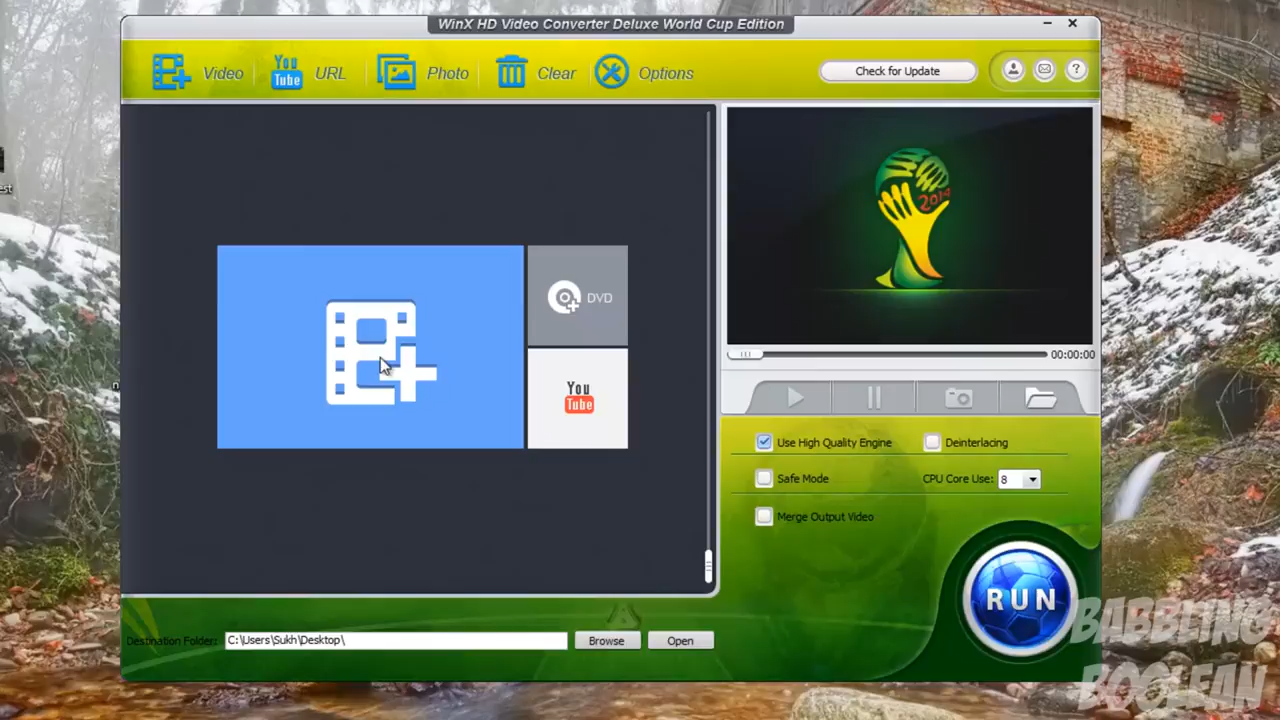 WinX HD Video Converter Deluxe World Cup Edition
Video
You Tube URL
Photo
Clear
Options
Check for Update
?
2014
DVD
You
Tube
00:00:00
Use High Quality Engine
Deinterlacing
Safe Mode
CPU Core Use: 8
Merge Output Video
RUN
Destination Folder: C:\Users\Sukh\Desktop\
Browse
Open
BABBLING
BOOLEAN